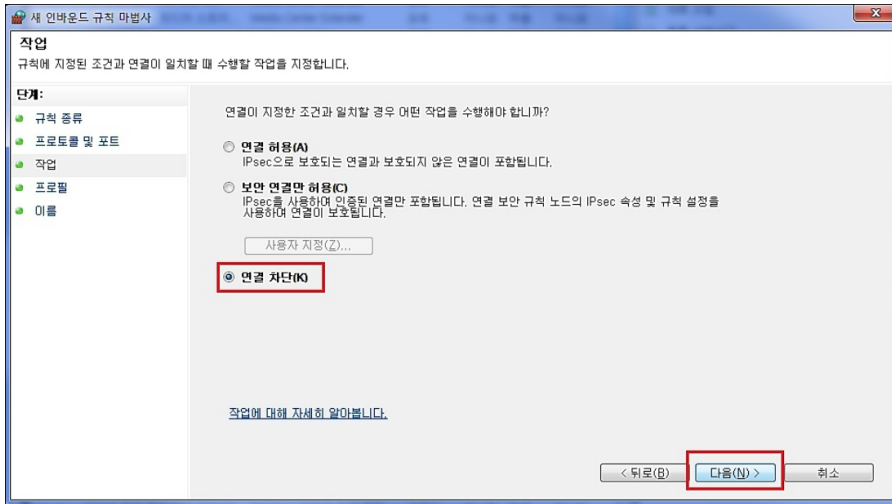 새 인바운드 규칙 마법사
작업
규칙에 지정된 조건과 연결이 일치할 때 수행할 작업을 지정합니다.
단계:
규칙 종류
프로토콜 및 포트
작업
프로필
이름
연결이 지정한 조건과 일치할 경우 어떤 작업을 수행해야 합니까?
연결 허용(A)
IPsec으로 보호되는 연결과 보호되지 않은 연결이 포함됩니다.
보안 연결만 허용(C)
IPsec을 사용하여 인증된 연결만 포함됩니다. 연결 보안 규칙 노드의 IPsec 속성 및 규칙 설정을
사용하여 연결이 보호됩니다.
사용자 지정(Z)...
연결 차단(K)
작업에 대해 자세히 알아봅니다.
< 뒤로(B)
다음(N) >
취소